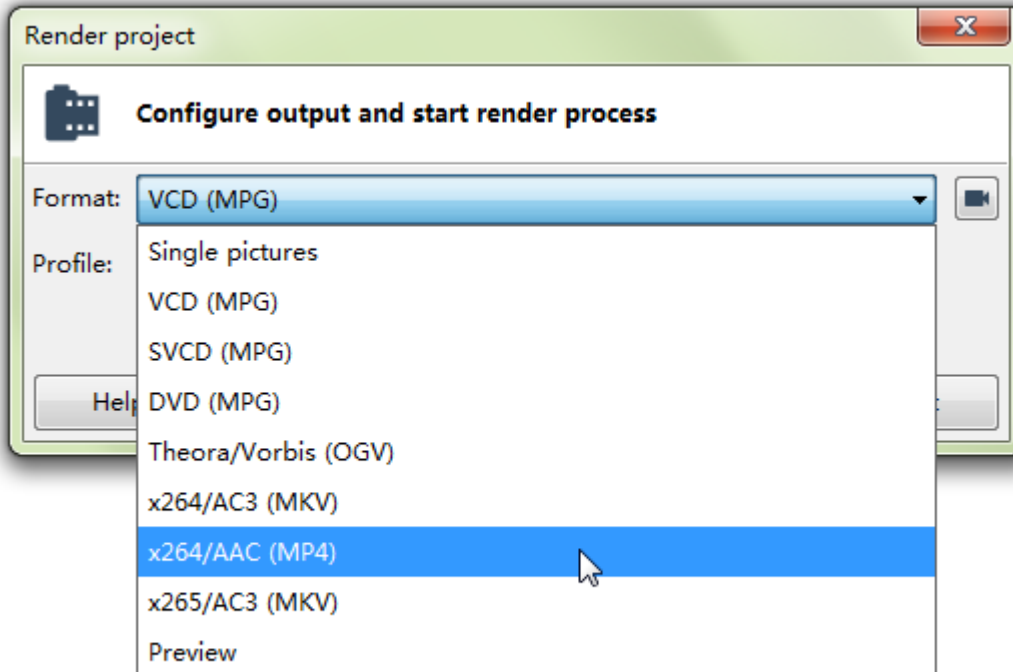 Render project
Configure output and start render process
Format: VCD (MPG)
Single pictures
Profile:
VCD (MPG)
SVCD (MPG)
DVD (MPG)
Theora/Vorbis (OGV)
x264/AC3 (MKV)
x264/AAC (MP4)
x265/AC3 (MKV)
Preview